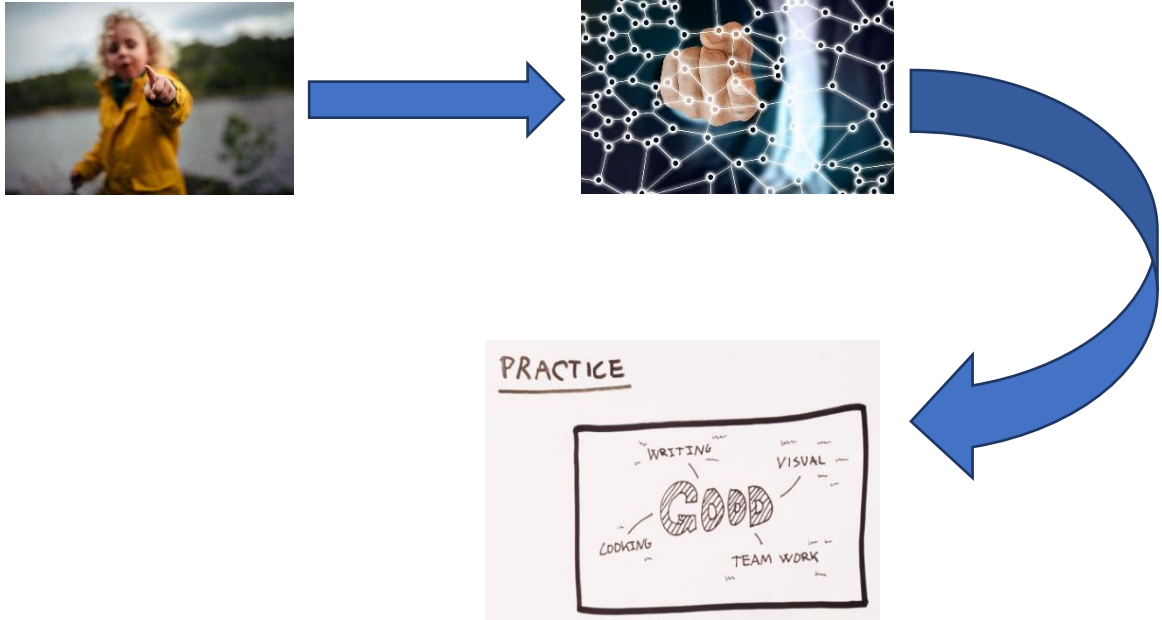 PRACTICE
WRITING
VISUAL
GOOD
COOKING
TEAM WORK